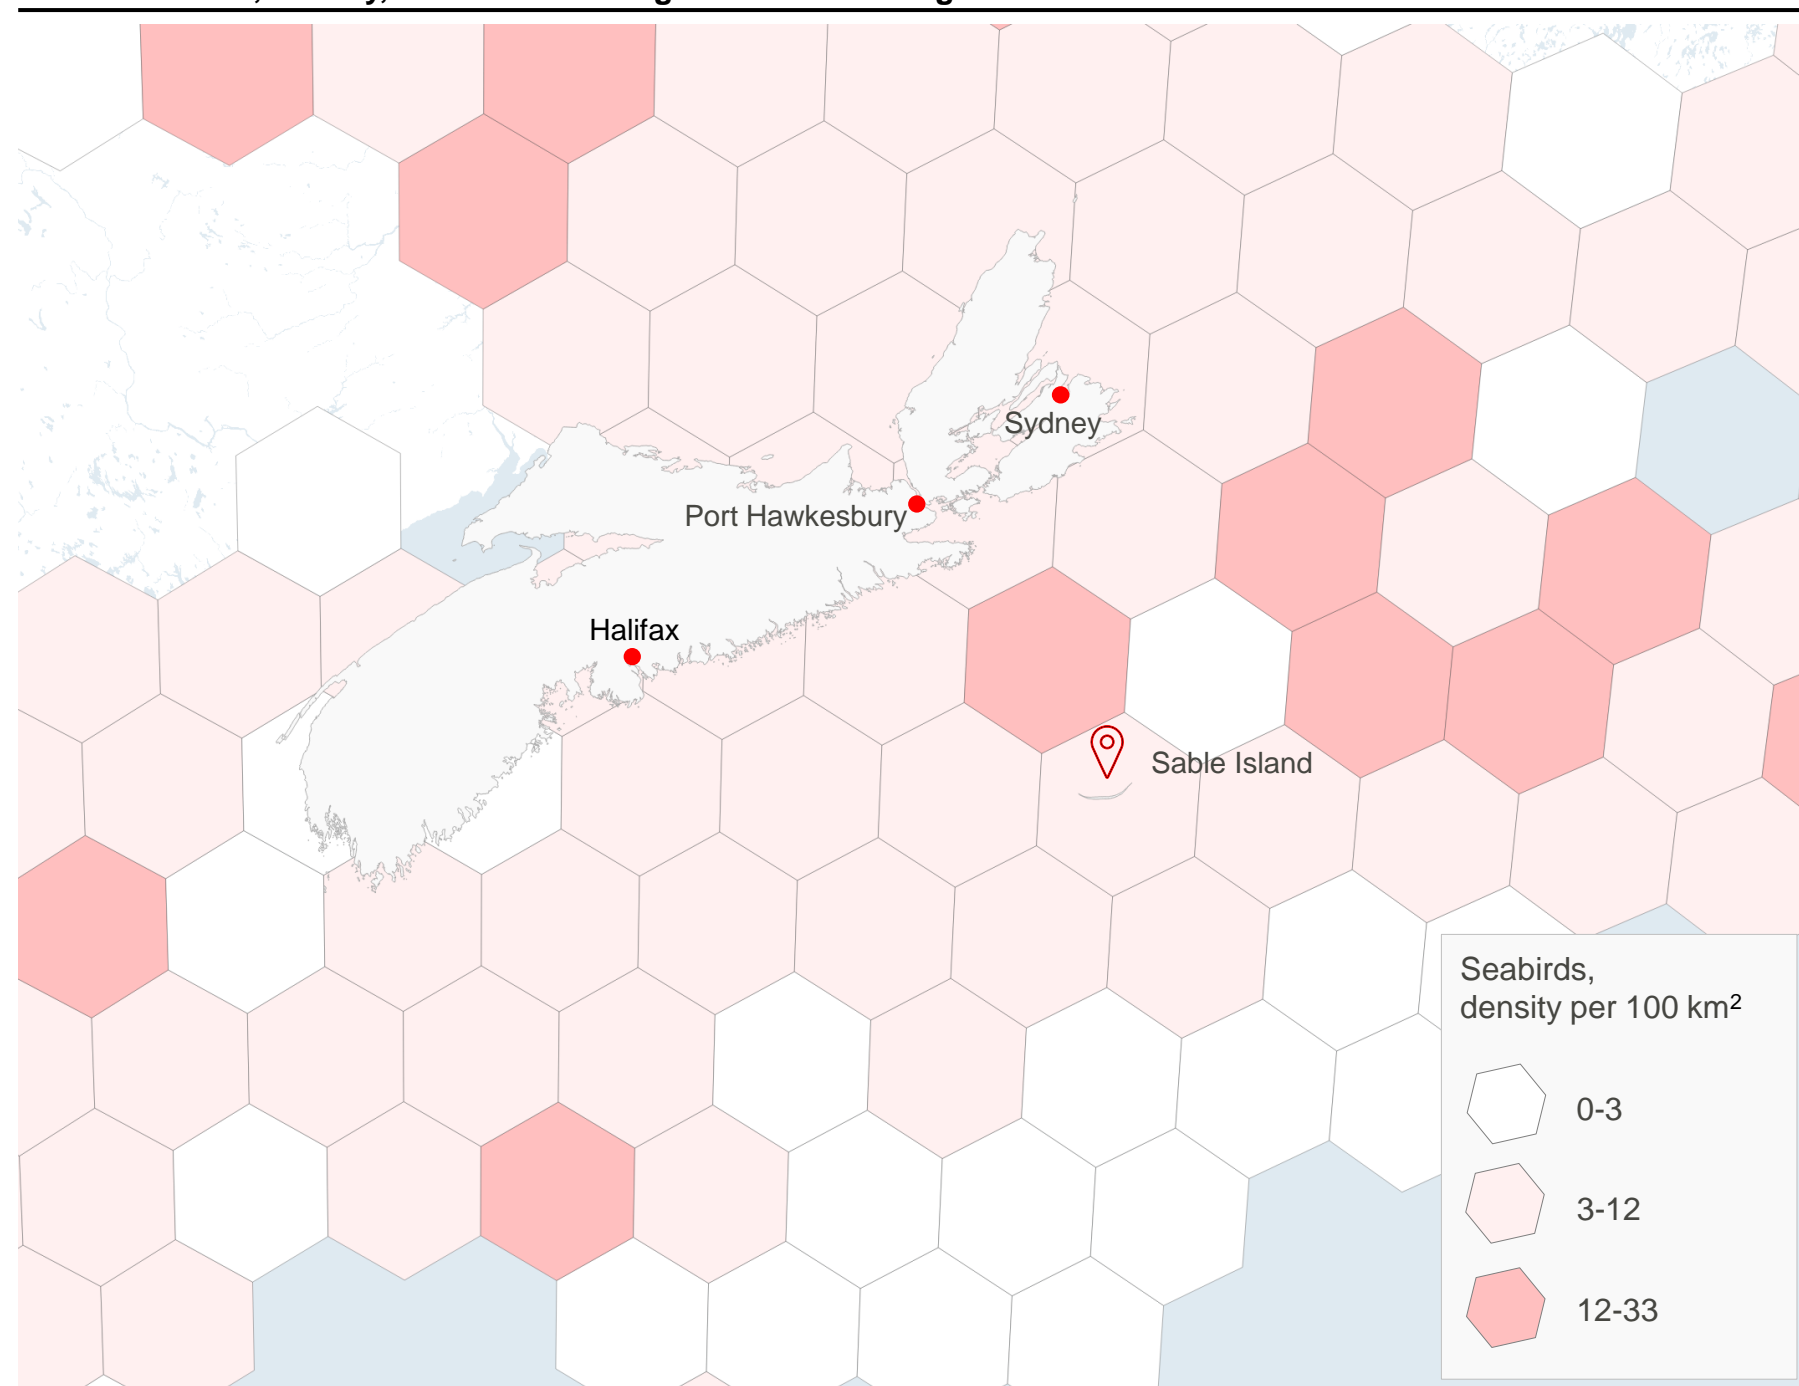 Sydney
Port Hawkesbury
Halifax
Sable Island
Seabirds,
density per 100 km2
0-3
3-12
12-33